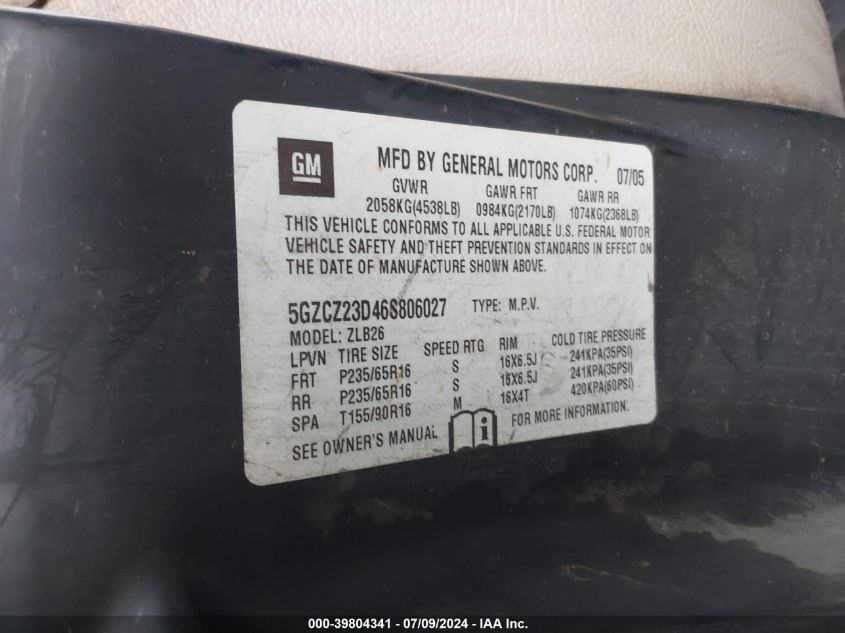 GM
MFD BY GENERAL MOTORS CORP. 07/05
GVWR GAWR FRT GAWR RR
2058KG(4538LB) 0984KG(2170LB) 1074KG(2368LB)
THIS VEHICLE CONFORMS TO ALL APPLICABLE U.S. FEDERAL MOTOR
VEHICLE SAFETY AND THEFT PREVENTION STANDARDS IN EFFECT ON
THE DATE OF MANUFACTURE SHOWN ABOVE.
5GZCZ23D46S806027 TYPE: M.P.V.
MODEL: ZLB26
LPVN TIRE SIZE SPEED RTG RIM COLD TIRE PRESSURE
FRT P235/65R16 S 16X6.5J 241KPA(35PSI)
RR P235/65R16 S 16X6.5J 241KPA(35PSI)
SPA T155/90R16 M 16X4T 420KPA(60PSI)
SEE OWNER'S MANUAL i FOR MORE INFORMATION.
000-39804341 / 07/09/2024 - IAA Inc.